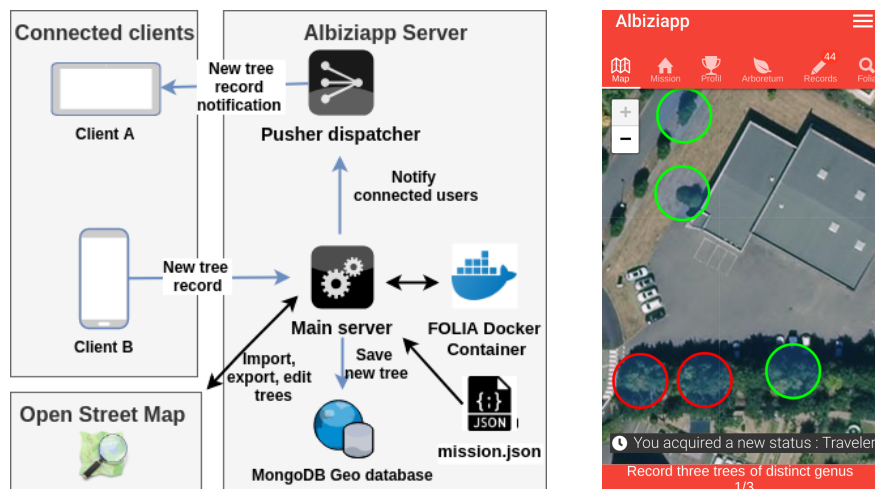 Connected clients
Client A
New tree
record
notification
Client B
New tree
record
Albiziapp Server
Pusher dispatcher
Notify
connected users
Main server
FOLIA Docker
Container
Import,
export, edit
trees
Save
new tree
{;}
JSON
mission.json
MongoDB Geo database
Open Street Map
Albiziapp
Map
Mission
Profil
Arboretum
44
Records
Folia
+
−
You acquired a new status : Traveler
Record three trees of distinct genus
1/3